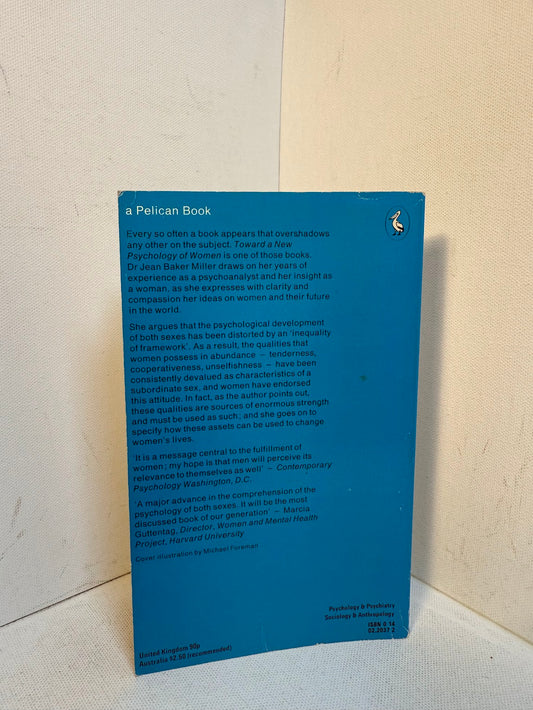 a Pelican Book
Every so often a book appears that overshadows
any other on the subject. Toward a New
Psychology of Women is one of those books.
Dr Jean Baker Miller draws on her years of
experience as a psychoanalyst and her insight as
a woman, as she expresses with clarity and
compassion her ideas on women and their future
in the world.
She argues that the psychological development
of both sexes has been distorted by an ‘inequality
of framework’. As a result, the qualities that
women possess in abundance – tenderness,
cooperativeness, unselfishness – have been
consistently devalued as characteristics of a
subordinate sex, and women have endorsed
this attitude. In fact, as the author points out,
these qualities are sources of enormous strength
and must be used as such; and she goes on to
specify how these assets can be used to change
women's lives.
‘It is a message central to the fulfillment of
women; my hope is that men will perceive its
relevance to themselves as well’ – Contemporary
Psychology Washington, D.C.
‘A major advance in the comprehension of the
psychology of both sexes. It will be the most
discussed book of our generation’ – Marcia
Guttentag, Director, Women and Mental Health
Project, Harvard University
Cover illustration by Michael Foreman
Psychology & Psychiatry
Sociology & Anthropology
ISBN 0 14
02.2037 2
United Kingdom 90p
Australia $2.50 (recommended)